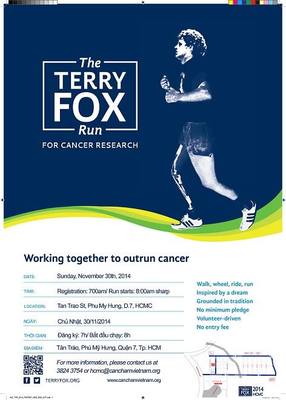 The
TERRY
FOX
Run
FOR CANCER RESEARCH
Working together to outrun cancer
DATE: Sunday, November 30th, 2014
TIME: Registration: 700am/ Run starts: 8:00am sharp
LOCATION: Tan Trao St, Phu My Hung, D.7, HCMC
NGÀY: Chủ Nhật, 30/11/2014
THỜI GIAN: Đăng ký: 7h/ Bắt đầu chạy: 8h
ĐỊA ĐIỂM: Tân Trào, Phú Mỹ Hưng, Quận 7, Tp. HCM
Walk, wheel, ride, run
Inspired by a dream
Grounded in tradition
No minimum pledge
Volunteer-driven
No entry fee
For more information, please contact us at
3824 3754 or hcmc@canchamvietnam.org
TERRYFOX.ORG
www.canchamvietnam.org
TERRY
FOX
2014
HCMC